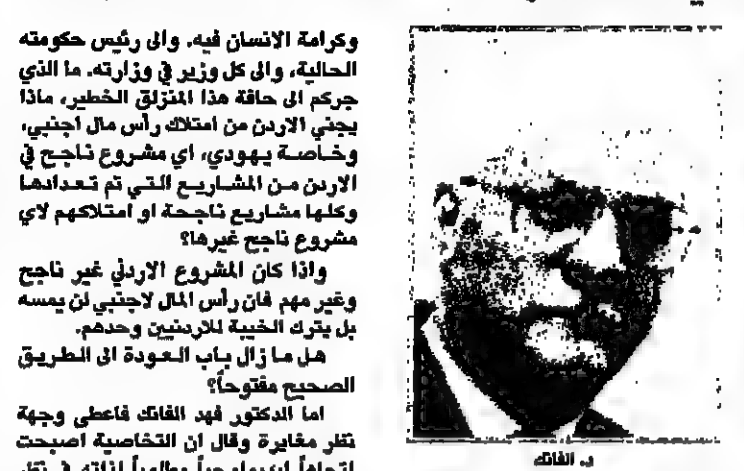 وكرامة الانسان فيه. والى رئيس حكومته
الحالية، والى كل وزير في وزارته. ما الذي
جركم الى حافة هذا المنزلق الخطير، ماذا
يجني الاردن من امتلاك رأس مال اجنبي،
وخاصة يهودي، اي مشروع ناجح في
الاردن من المشاريع التي تم تعدادها
وكلها مشاريع ناجحة او امتلاكهم لاي
مشروع ناجح غيرها؟
واذا كان المشروع الاردني غير ناجح
وغير مهم فان رأس المال لاجنبي لن يمسه
بل يترك الخيبة للاردنيين وحدهم.
هل ما زال باب العودة الى الطريق
الصحيح مفتوحاً؟
اما الدكتور فهد الفانك فاعطى وجهة
نظر مغايرة وقال ان التخاصية اصبحت
في نظر
د. الفانك